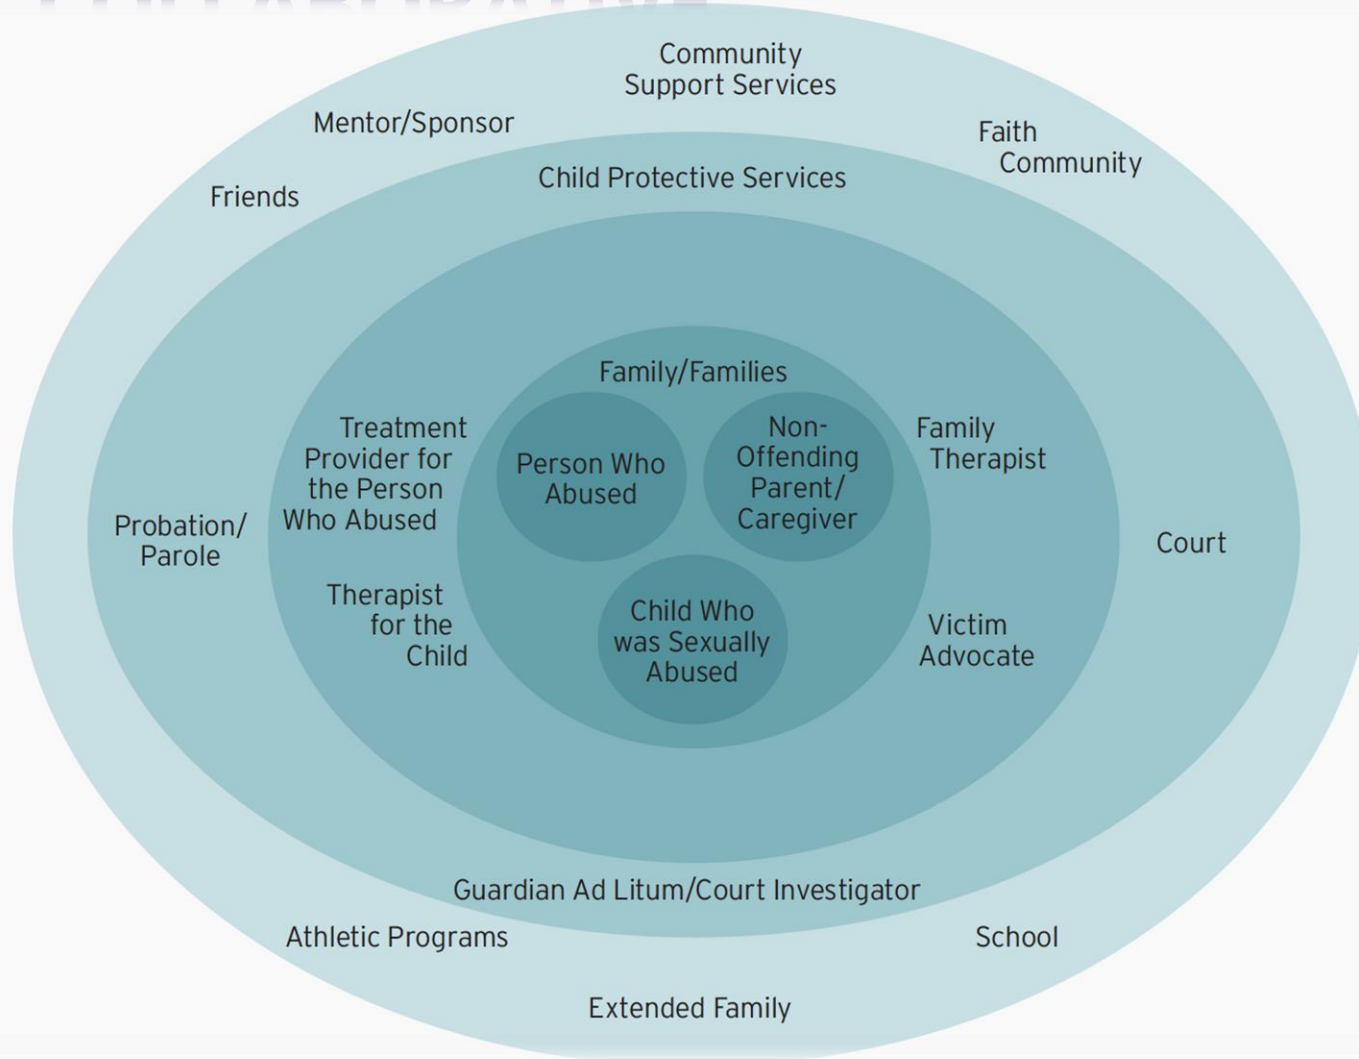 COLLABORATIVE
Community
Support Services
Mentor/Sponsor
Faith
Community
Child Protective Services
Friends
Family/Families
Treatment
Provider for
the Person
Who Abused
Person Who
Abused
Non-
Offending
Parent/
Caregiver
Family
Therapist
Probation/
Parole
Court
Therapist
for the
Child
Child Who
was Sexually
Abused
Victim
Advocate
Guardian Ad Litum/Court Investigator
Athletic Programs
School
Extended Family